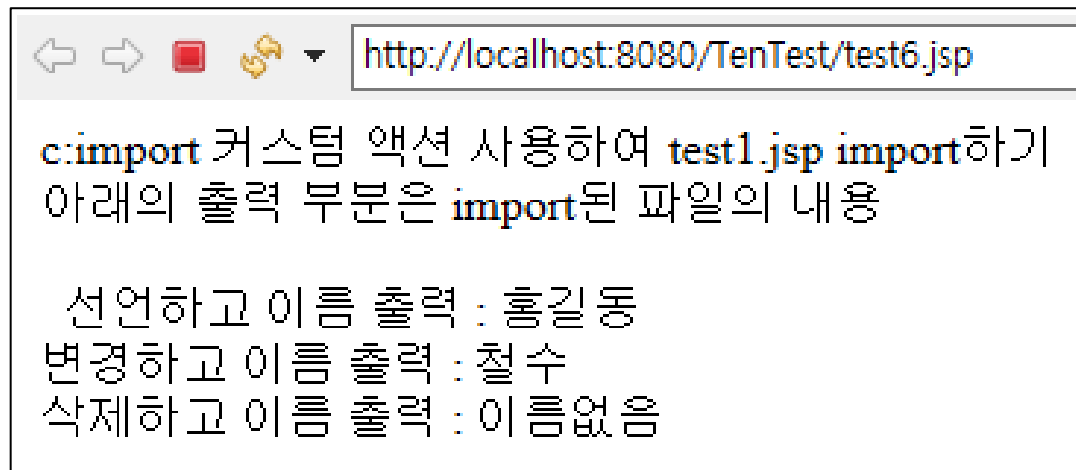 http://localhost:8080/TenTest/test6.jsp
c:import 커스텀 액션 사용하여 test1.jsp import하기
아래의 출력 부분은 import된 파일의 내용
선언하고 이름 출력 : 홍길동
변경하고 이름 출력 : 철수
삭제하고 이름 출력 : 이름없음